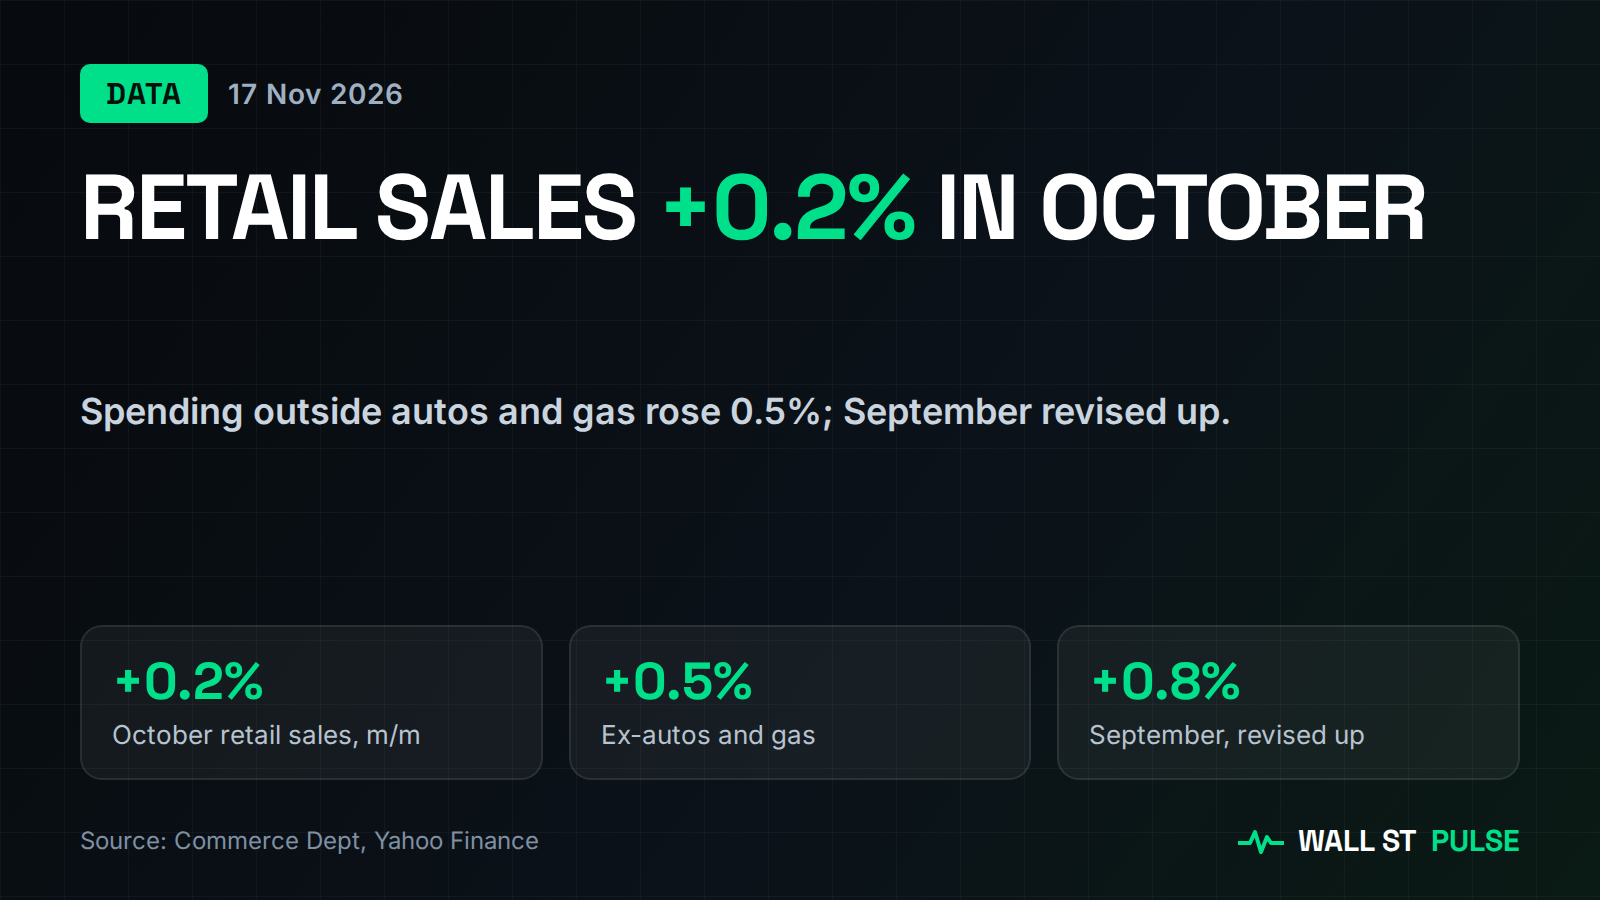 DATA
17 Nov 2026
RETAIL SALES +0.2% IN OCTOBER
Spending outside autos and gas rose 0.5%; September revised up.
+0.2%
October retail sales, m/m
+0.5%
Ex-autos and gas
+0.8%
September, revised up
Source: Commerce Dept, Yahoo Finance
WALL ST PULSE